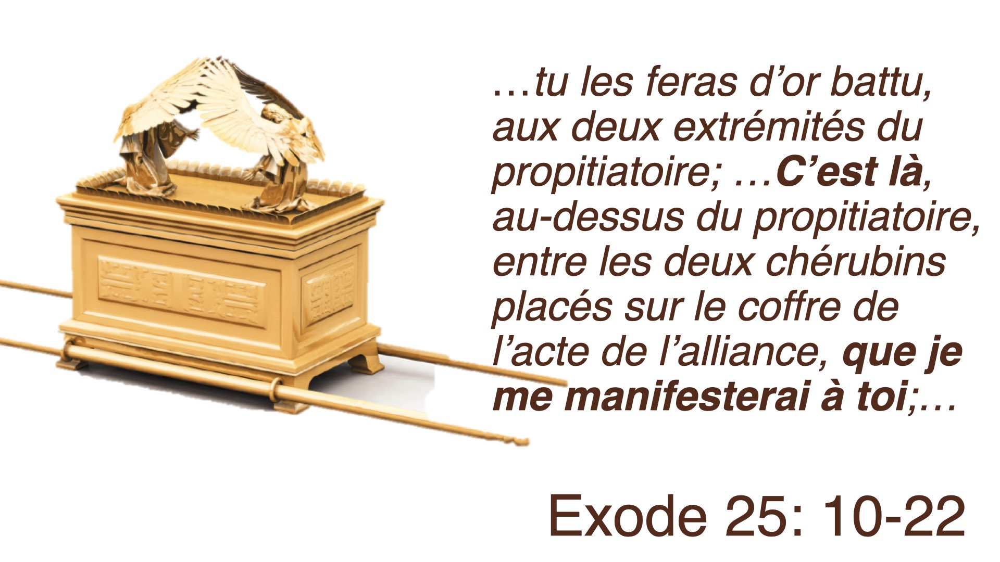 …tu les feras d’or battu,
aux deux extrémités du
propitiatoire; …C’est là,
au-dessus du propitiatoire,
entre les deux chérubins
placés sur le coffre de
l’acte de l’alliance, que je
me manifesterai à toi;…
Exode 25: 10-22